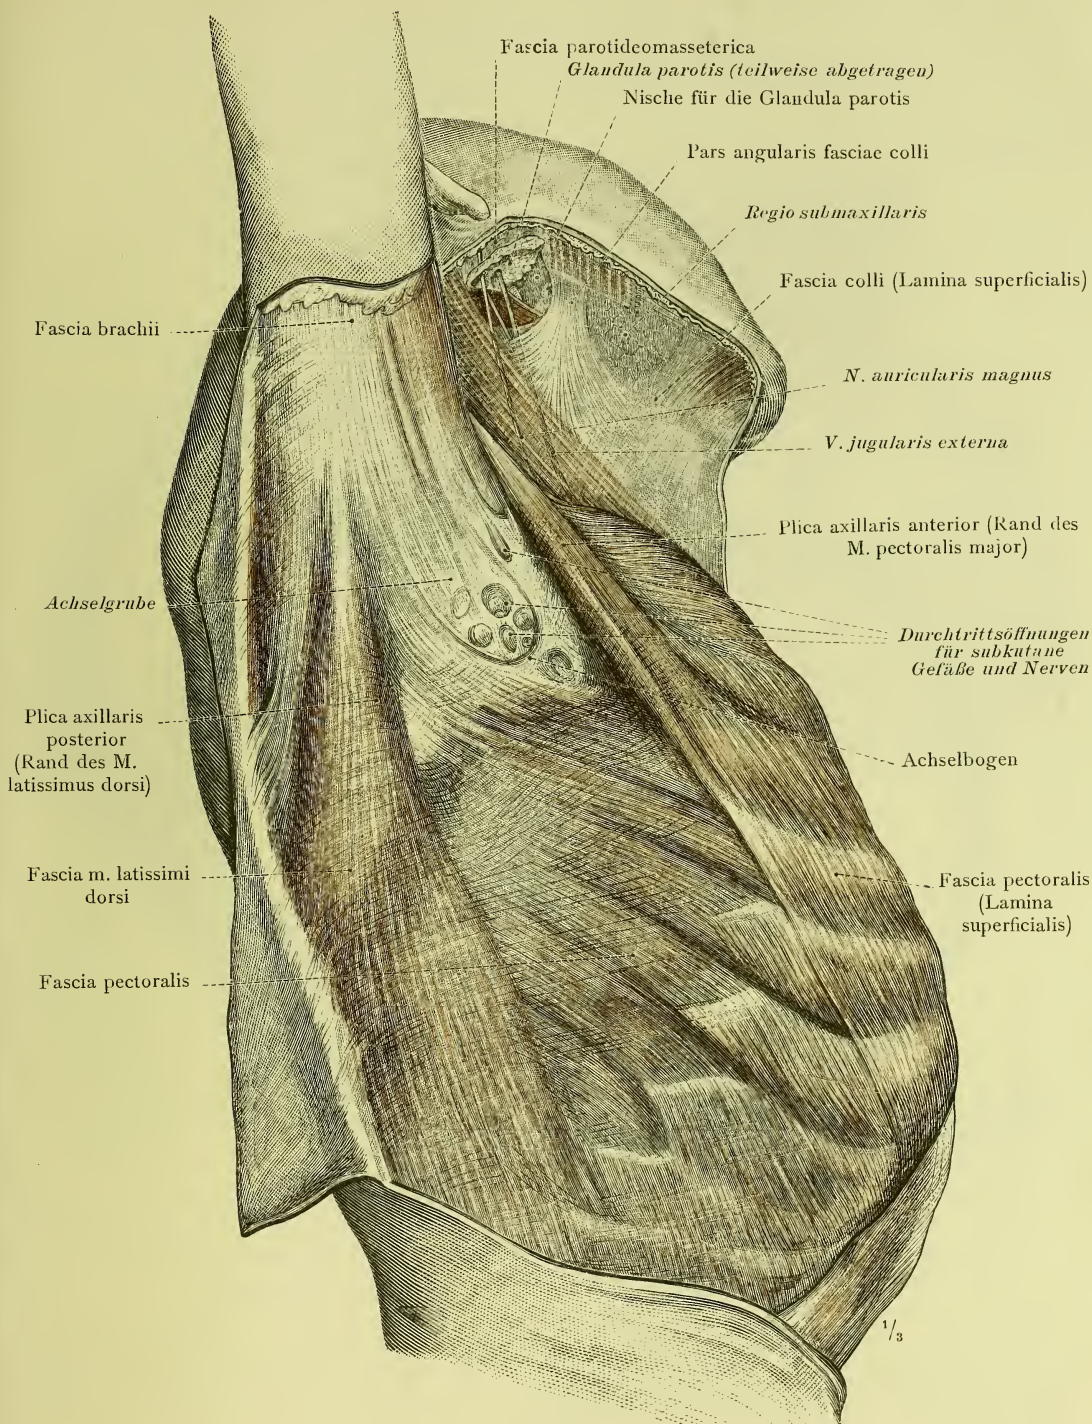 Fascia parotideomasseterica
Glandula parotis (teilweise abgetragen)
Nische für die Glandula parotis
Pars angularis fasciae colli
Regio submaxillaris
Fascia colli (Lamina superficialis)
Fascia brachii
N. auricularis magnus
V. jugularis externa
Plica axillaris anterior (Rand des
M. pectoralis major)
Achselgrube
Durchtrittsöffnungen
für subkutane
Gefäße und Nerven
Plica axillaris
posterior
(Rand des M.
latissimus dorsi)
Achselbogen
Fascia m. latissimi
dorsi
Fascia pectoralis
(Lamina
superficialis)
Fascia pectoralis
1/3